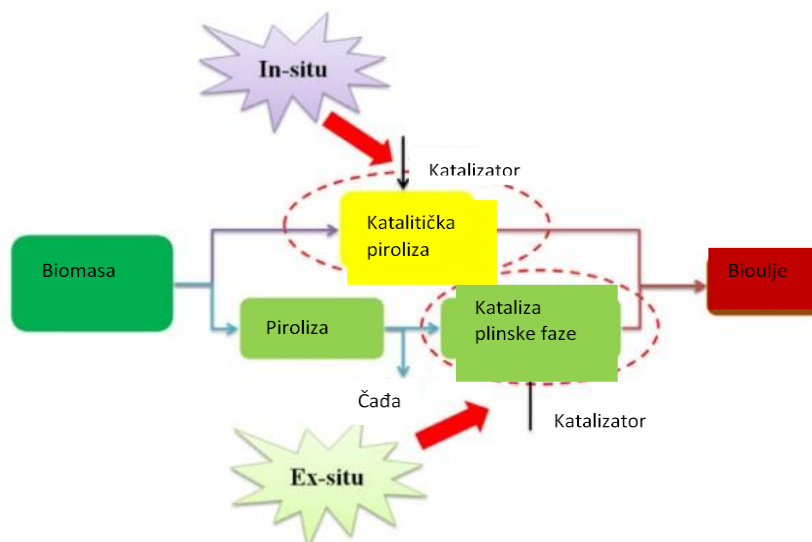 In-situ
Katalizator
Katalitička
piroliza
Biomasa
Bioulje
Piroliza
Kataliza
plinske faze
Čađa
Katalizator
Ex-situ